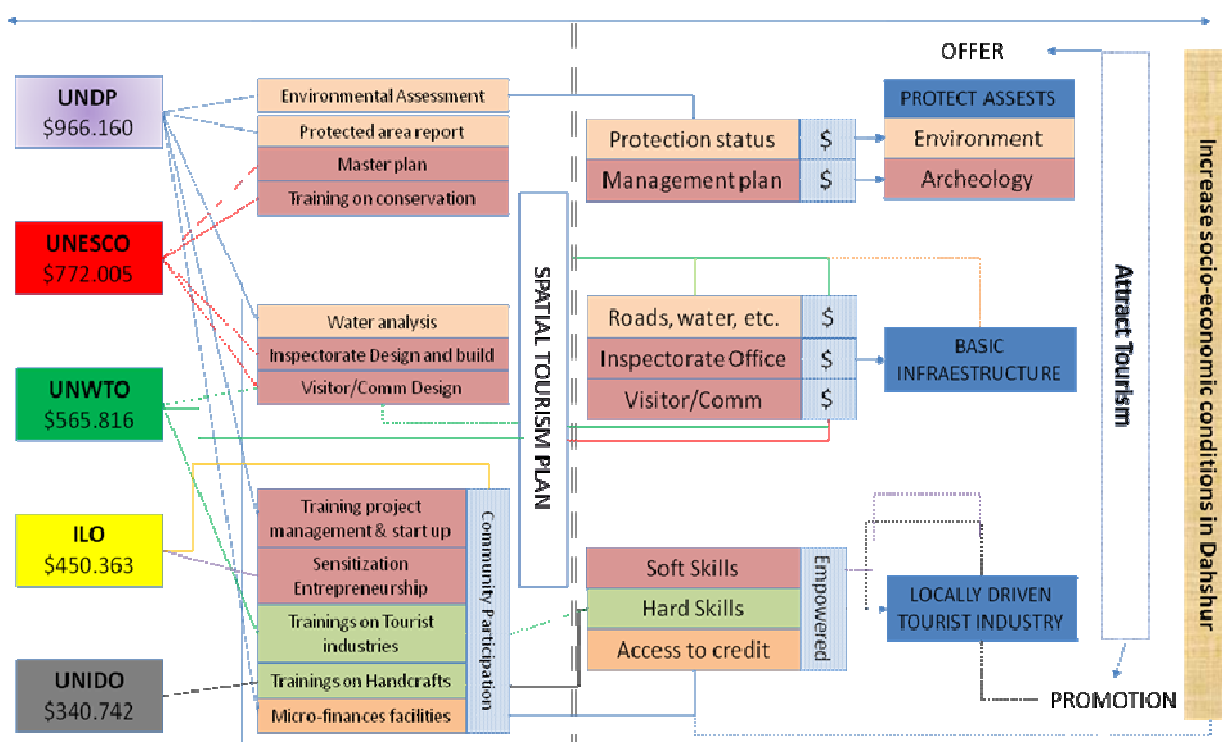 UNDP
$966.160
UNESCO
$772.005
UNWTO
$565.816
ILO
$450.363
UNIDO
$340.742
Environmental Assessment
Protected area report
Master plan
Training on conservation
Water analysis
Inspectorate Design and build
Visitor/Comm Design
Training project
management & start up
Sensitization
Entrepreneurship
Trainings on Tourist
industries
Trainings on Handcrafts
Micro-finances facilities
Community Participation
SPATIAL TOURISM PLAN
Protection status $
Management plan $
Roads, water, etc. $
Inspectorate Office $
Visitor/Comm $
Soft Skills
Hard Skills
Access to credit
Empowered
OFFER
PROTECT ASSESTS
Environment
Archeology
BASIC
INFRAESTRUCTURE
LOCALLY DRIVEN
TOURIST INDUSTRY
PROMOTION
Attract Tourism
Increase socio-economic conditions in Dahshur